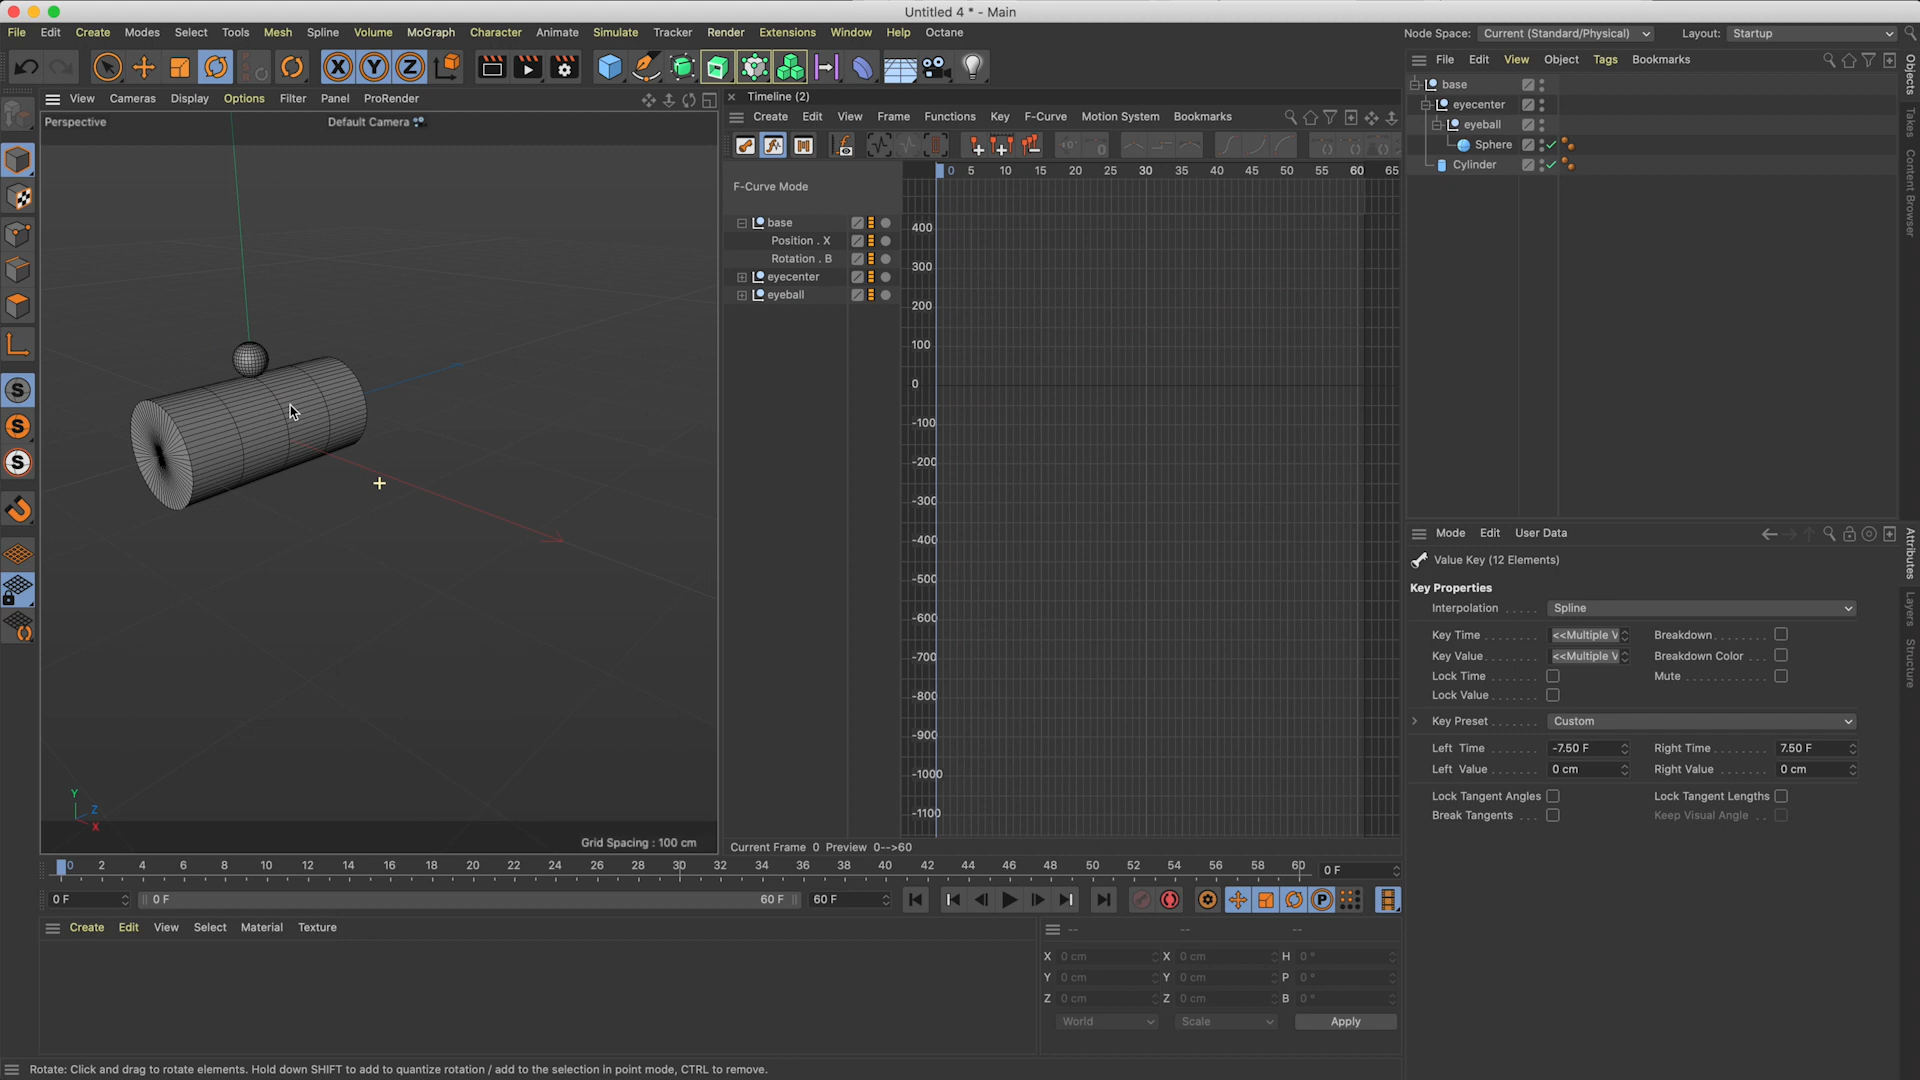 Untitled 4 * - Main
File Edit Create Modes Select Tools Mesh Spline Volume MoGraph Character Animate Simulate Tracker Render Extensions Window Help Octane
Node Space: Current (Standard/Physical) Layout: Startup
View Cameras Display Options Filter Panel ProRender
Perspective
Default Camera
Timeline (2)
Create Edit View Frame Functions Key F-Curve Motion System Bookmarks
0 5 10 15 20 25 30 35 40 45 50 55 60 65
F-Curve Mode
base
Position . X
Rotation . B
eyecenter
eyeball
400
300
200
100
0
-100
-200
-300
-400
-500
-600
-700
-800
-900
-1000
-1100
Current Frame 0 Preview 0-->60
Y
Z
X
Grid Spacing : 100 cm
0 2 4 6 8 10 12 14 16 18 20 22 24 26 28 30 32 34 36 38 40 42 44 46 48 50 52 54 56 58 60
0 F
0 F
0 F
60 F
60 F
Create Edit View Select Material Texture
-- -- --
X 0 cm X 0 cm H 0 °
Y 0 cm Y 0 cm P 0 °
Z 0 cm Z 0 cm B 0 °
World Scale Apply
Rotate: Click and drag to rotate elements. Hold down SHIFT to add to quantize rotation / add to the selection in point mode, CTRL to remove.
File Edit View Object Tags Bookmarks
base
eyecenter
eyeball
Sphere
Cylinder
Objects
Takes
Content Browser
Mode Edit User Data
Value Key (12 Elements)
Key Properties
Interpolation Spline
Key Time <<Multiple V Breakdown
Key Value <<Multiple V Breakdown Color
Lock Time Mute
Lock Value
Key Preset Custom
Left Time -7.50 F Right Time 7.50 F
Left Value 0 cm Right Value 0 cm
Lock Tangent Angles Lock Tangent Lengths
Break Tangents Keep Visual Angle
Attributes
Layers
Structure